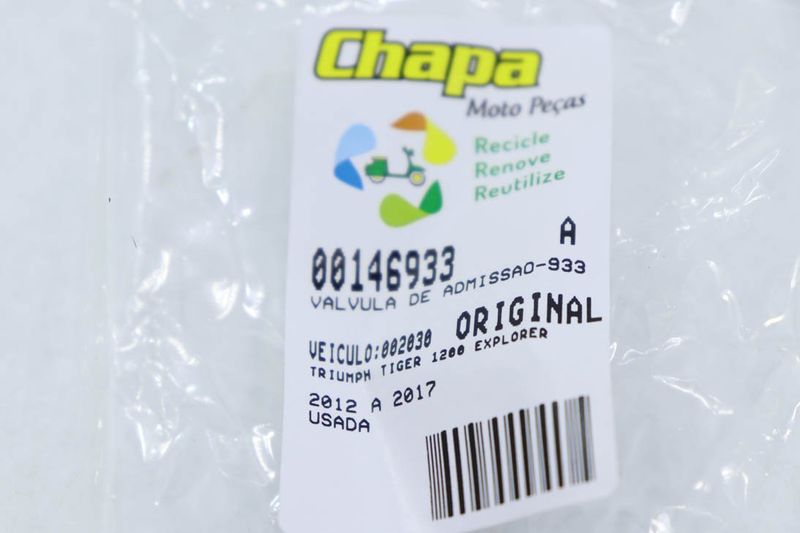 Chapa
Moto Peças
Recicle
Renove
Reutilize
A
00146933
VALVULA DE ADMISSAO-933
ORIGINAL
VEICULO:002030
TRIUMPH TIGER 1200 EXPLORER
2012 A 2017
USADA